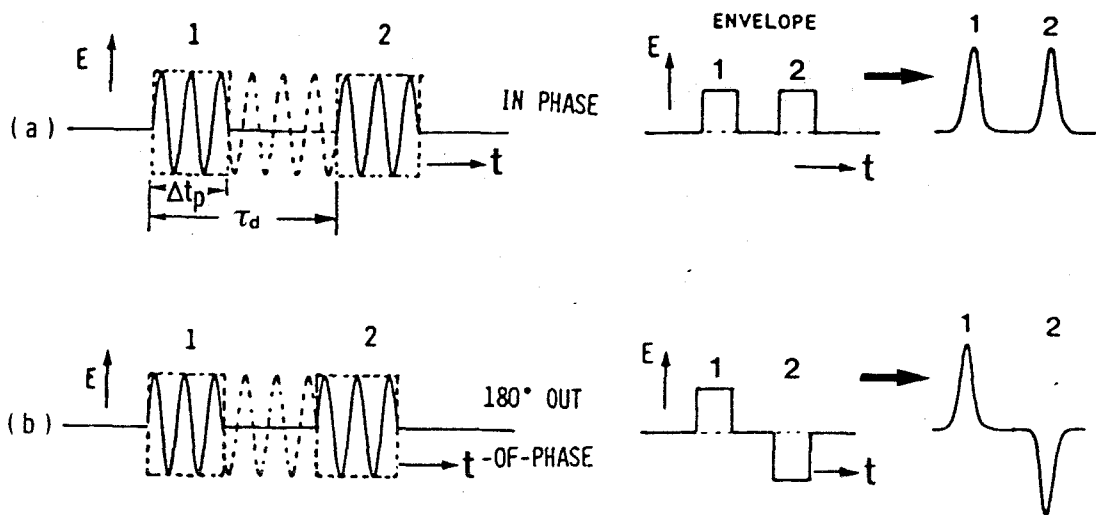 ENVELOPE
E 1 2 E 1 2 1 2
(a) IN PHASE
t t
Δtp
τd
1 2 E 1 2 1 2
E 180° OUT
(b)
t -OF-PHASE t